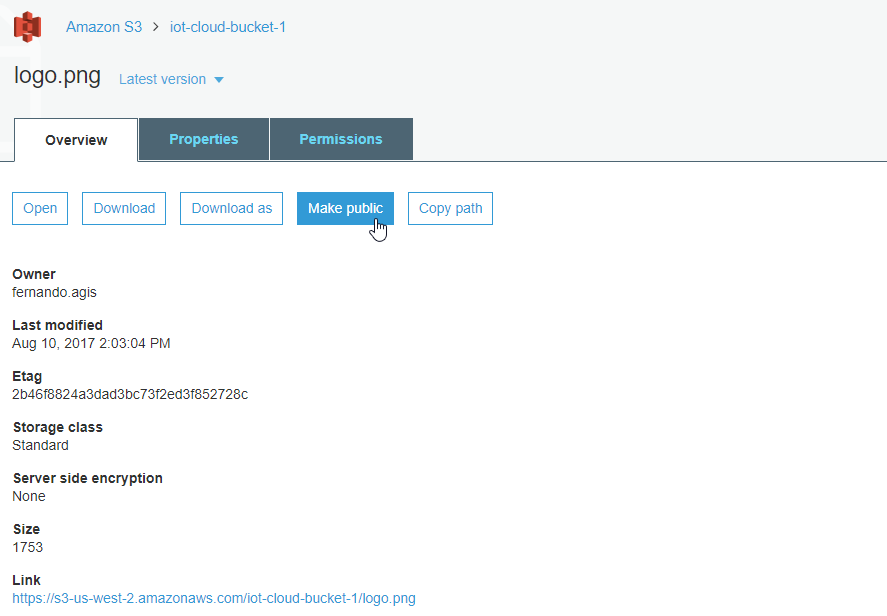 Amazon S3 > iot-cloud-bucket-1
logo.png Latest version
Overview Properties Permissions
Open Download Download as Make public Copy path
Owner
fernando.agis
Last modified
Aug 10, 2017 2:03:04 PM
Etag
2b46f8824a3dad3bc73f2ed3f852728c
Storage class
Standard
Server side encryption
None
Size
1753
Link
https://s3-us-west-2.amazonaws.com/iot-cloud-bucket-1/logo.png